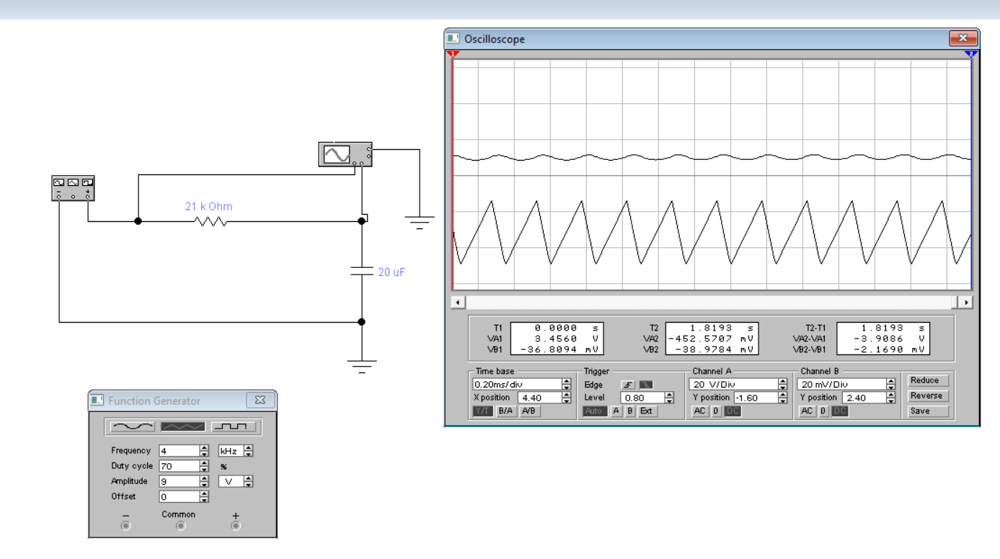 Oscilloscope
1
2
21 k Ohm
20 uF
- +
T1 0.0000 s
VA1 3.4560 V
VB1 -36.8094 mV
T2 1.8193 s
VA2 -452.5707 mV
VB2 -38.9784 mV
T2-T1 1.8193 s
VA2-VA1 -3.9086 V
VB2-VB1 -2.1690 mV
Time base
0.20ms/div
X position 4.40
Y/T B/A A/B
Trigger
Edge
Level 0.80
Auto A B Ext
Channel A
20 V/Div
Y position -1.60
AC 0 DC
Channel B
20 mV/Div
Y position 2.40
AC 0 DC
Reduce
Reverse
Save
Function Generator
Frequency 4 kHz
Duty cycle 70 %
Amplitude 9 V
Offset 0
− Common +